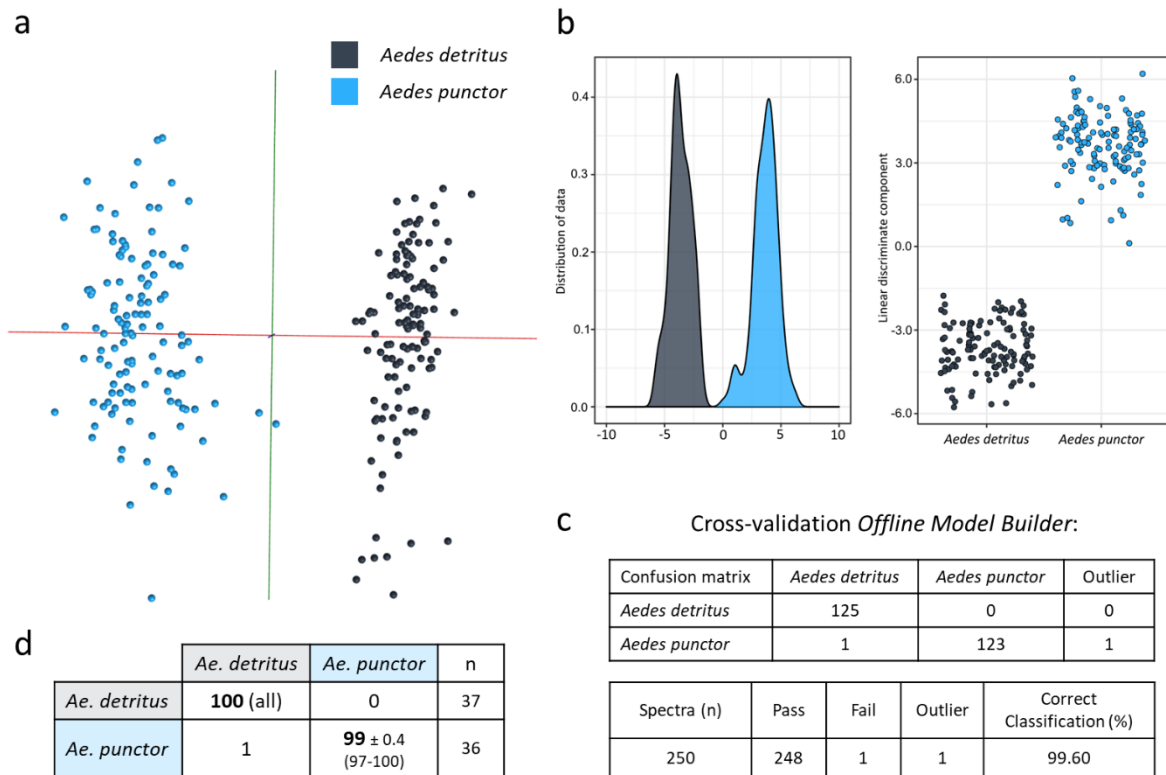 a
Aedes detritus
Aedes punctor
b
Distribution of data
0.4
0.3
0.2
0.1
0.0
-10 -5 0 5 10
Linear discriminate component
6.0
3.0
0.0
-3.0
-6.0
Aedes detritus Aedes punctor
c
Cross-validation Offline Model Builder:
Confusion matrix Aedes detritus Aedes punctor Outlier
Aedes detritus 125 0 0
Aedes punctor 1 123 1
Spectra (n) Pass Fail Outlier Correct
Classification (%)
250 248 1 1 99.60
d
Ae. detritus Ae. punctor n
Ae. detritus 100 (all) 0 37
Ae. punctor 1 99 ± 0.4 36
(97-100)